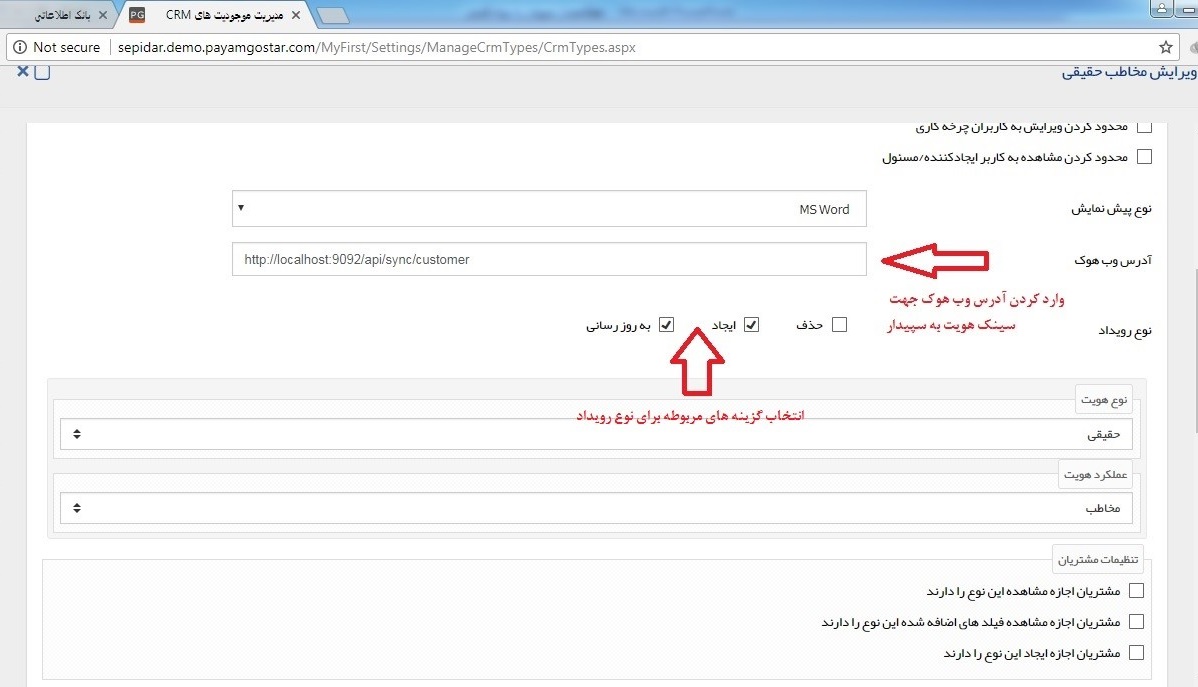 بانک اطلاعاتی
PG
مدیریت موجودیت های CRM
Not secure
sepidar.demo.payamgostar.com/MyFirst/Settings/ManageCrmTypes/CrmTypes.aspx
ویرایش مخاطب حقیقی
محدود کردن ویرایش به کاربران چرخه کاری
محدود کردن مشاهده به کاربر ایجادکننده/مسئول
نوع پیش نمایش
MS Word
آدرس وب هوک
http://localhost:9092/api/sync/customer
وارد کردن آدرس وب هوک جهت
سینک هویت به سپیدار
نوع رویداد
حذف
ایجاد
به روز رسانی
انتخاب گزینه های مربوطه برای نوع رویداد
نوع هویت
حقیقی
عملکرد هویت
مخاطب
تنظیمات مشتریان
مشتریان اجازه مشاهده این نوع را دارند
مشتریان اجازه مشاهده فیلد های اضافه شده این نوع را دارند
مشتریان اجازه ایجاد این نوع را دارند